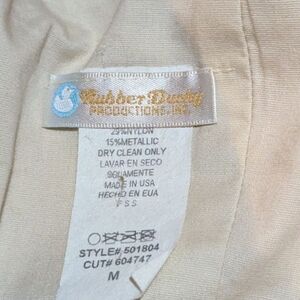 Rubber Ducky
PRODUCTIONS, INC.
29%NYLON
15%METALLIC
DRY CLEAN ONLY
LAVAR EN SECO
SOLAMENTE
MADE IN USA
HECHO EN EUA
F S S
STYLE# 501804
CUT# 604747
M